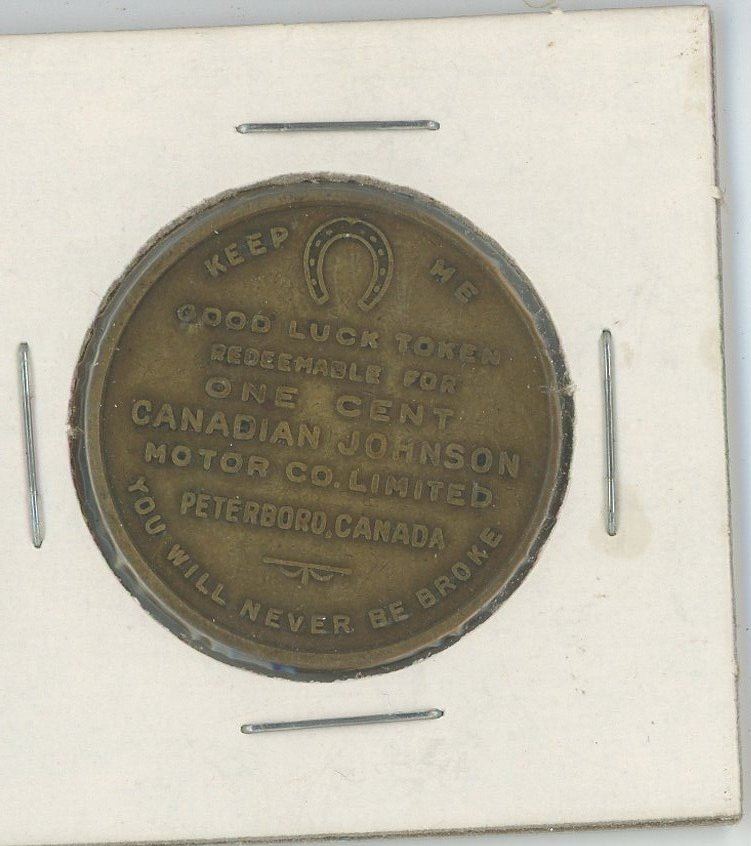 KEEP ME
GOOD LUCK TOKEN
REDEEMABLE FOR
ONE CENT
CANADIAN JOHNSON
MOTOR CO. LIMITED
PETERBORO, CANADA
YOU WILL NEVER BE BROKE